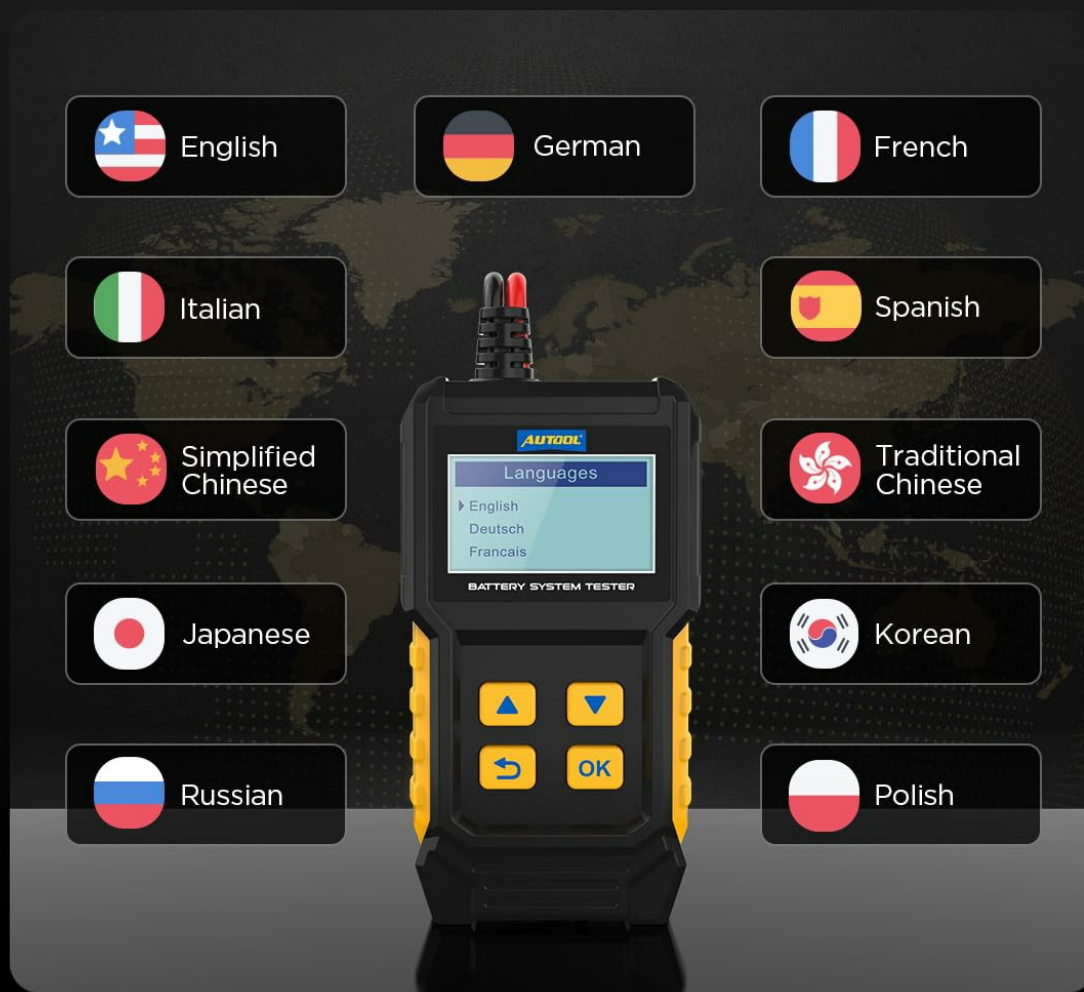 English
German
French
Italian
Spanish
Simplified
Chinese
Traditional
Chinese
AUTOOL
Languages
English
Deutsch
Francais
BATTERY SYSTEM TESTER
Japanese
Korean
OK
Russian
Polish